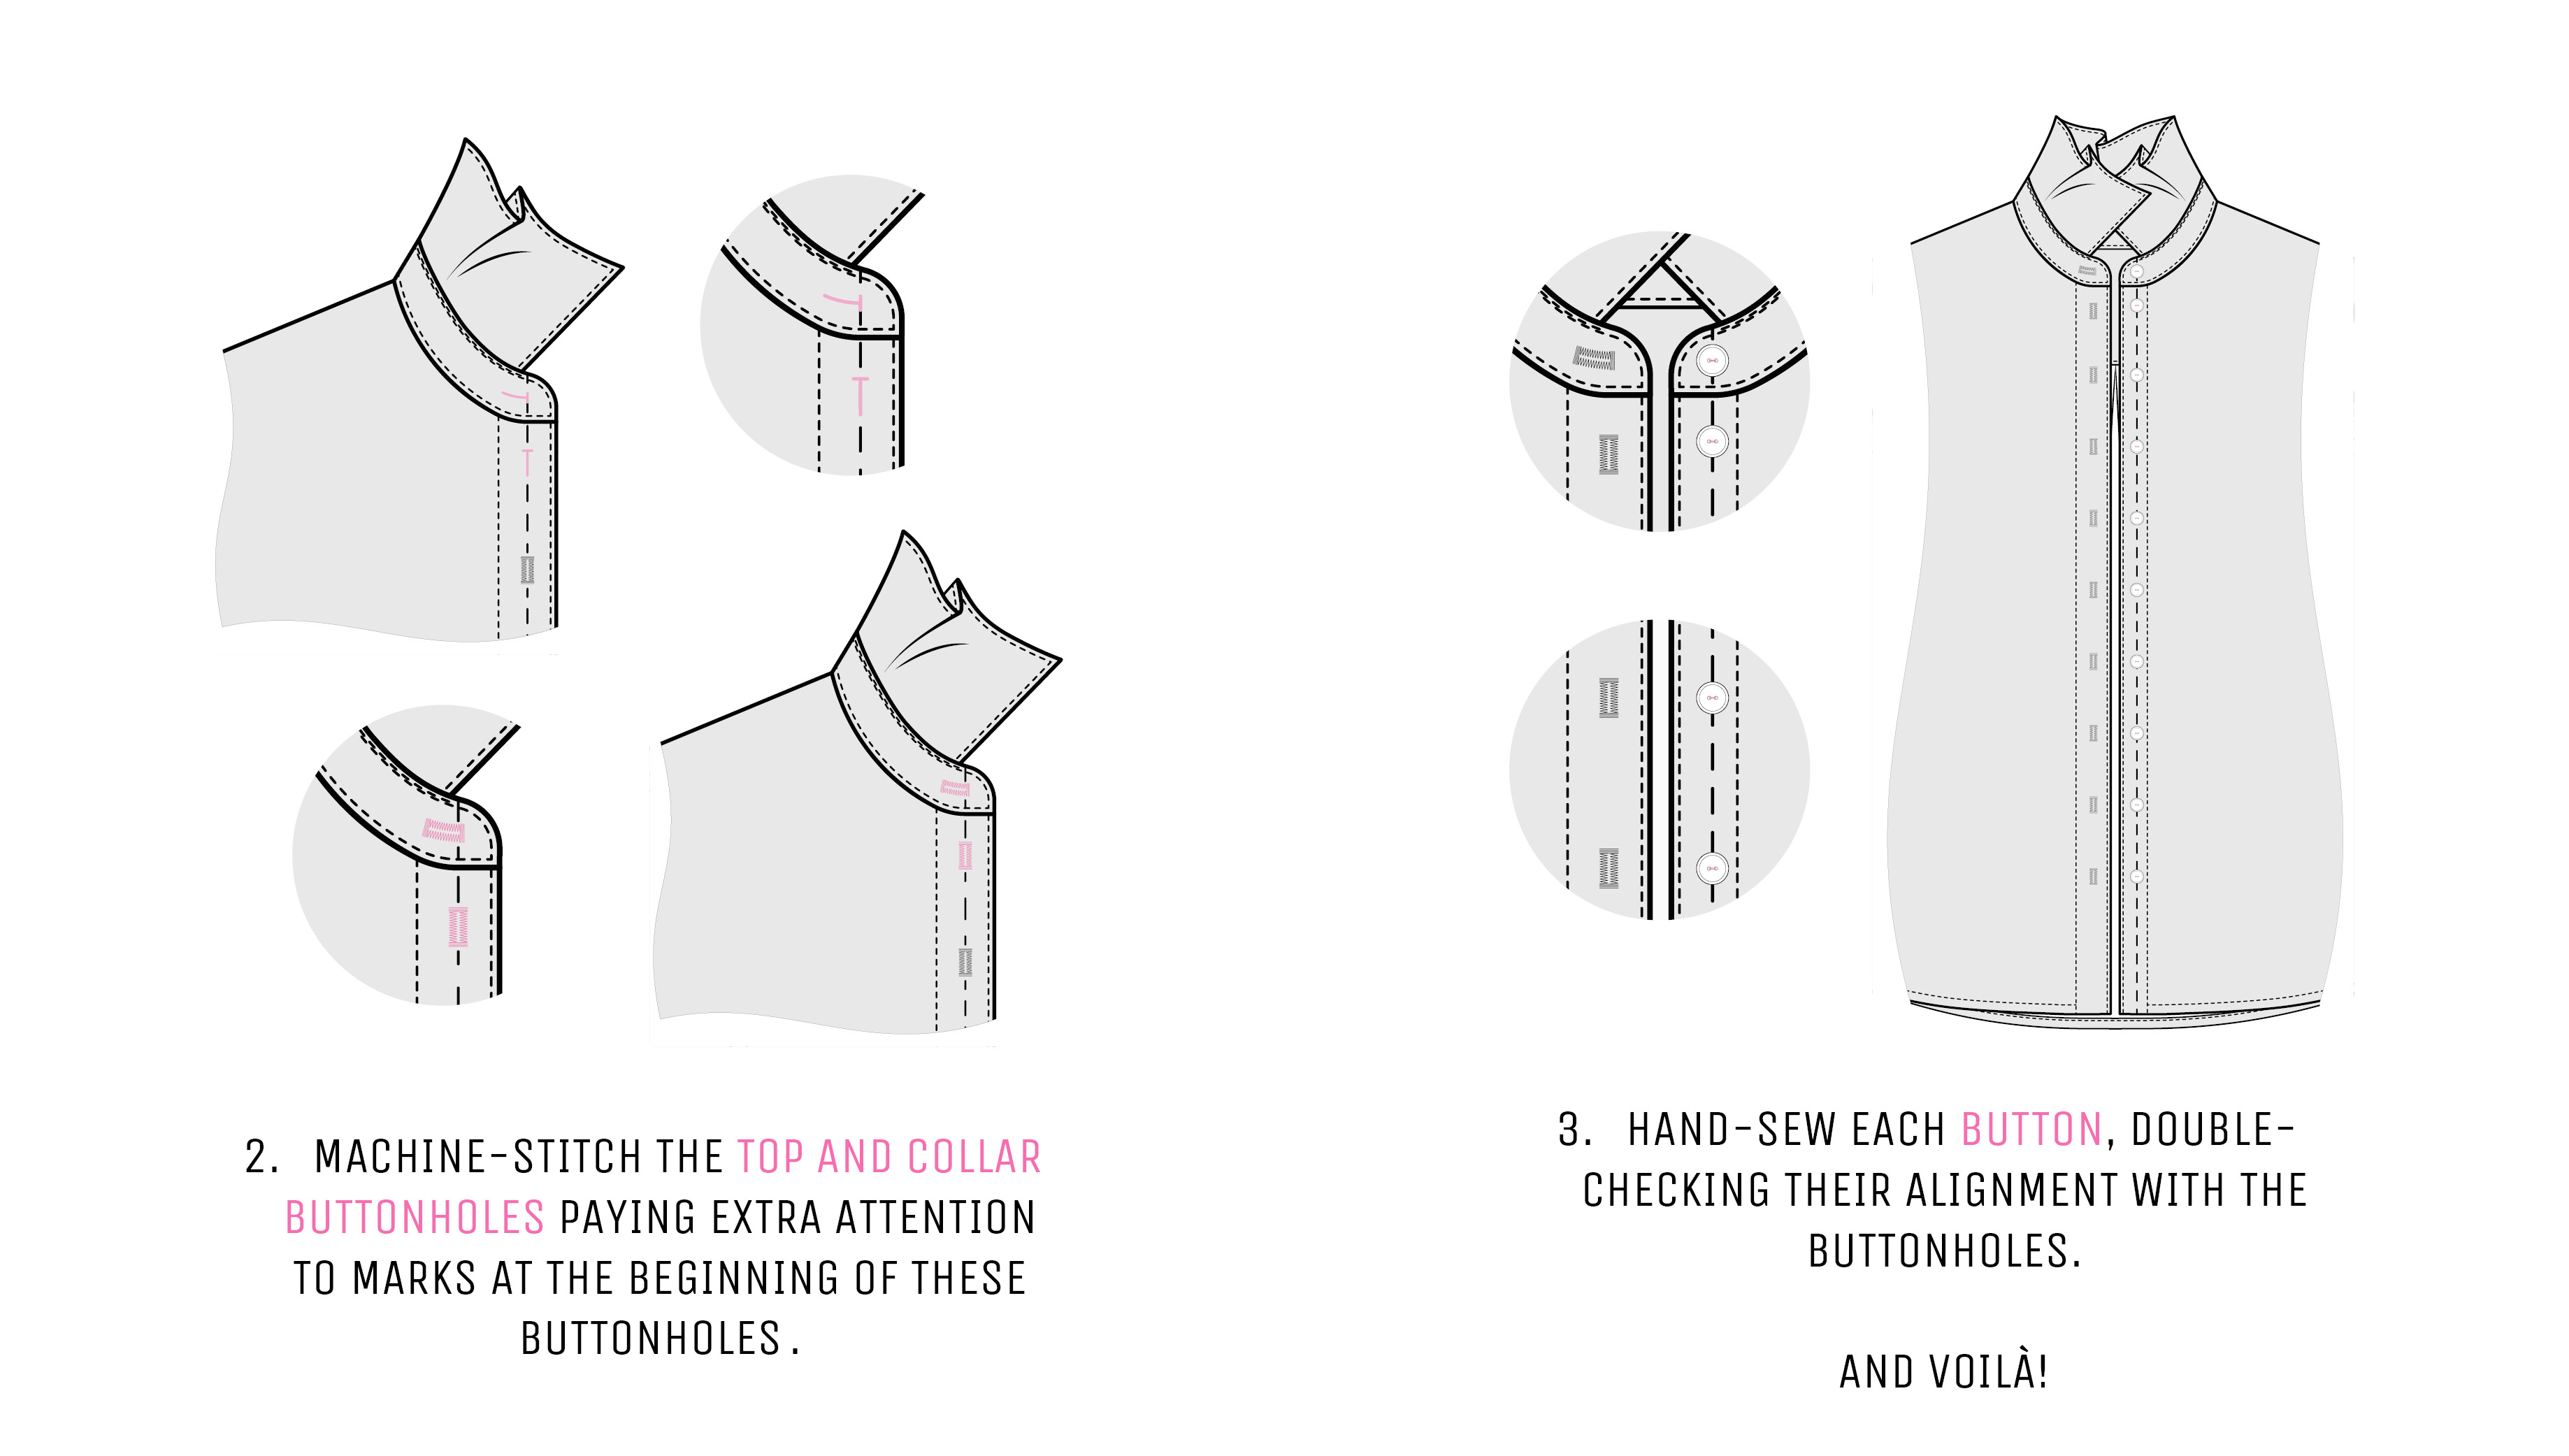 2. MACHINE-STITCH THE TOP AND COLLAR
BUTTONHOLES PAYING EXTRA ATTENTION
TO MARKS AT THE BEGINNING OF THESE
BUTTONHOLES .
3. HAND-SEW EACH BUTTON, DOUBLE-
CHECKING THEIR ALIGNMENT WITH THE
BUTTONHOLES.
AND VOILÀ!